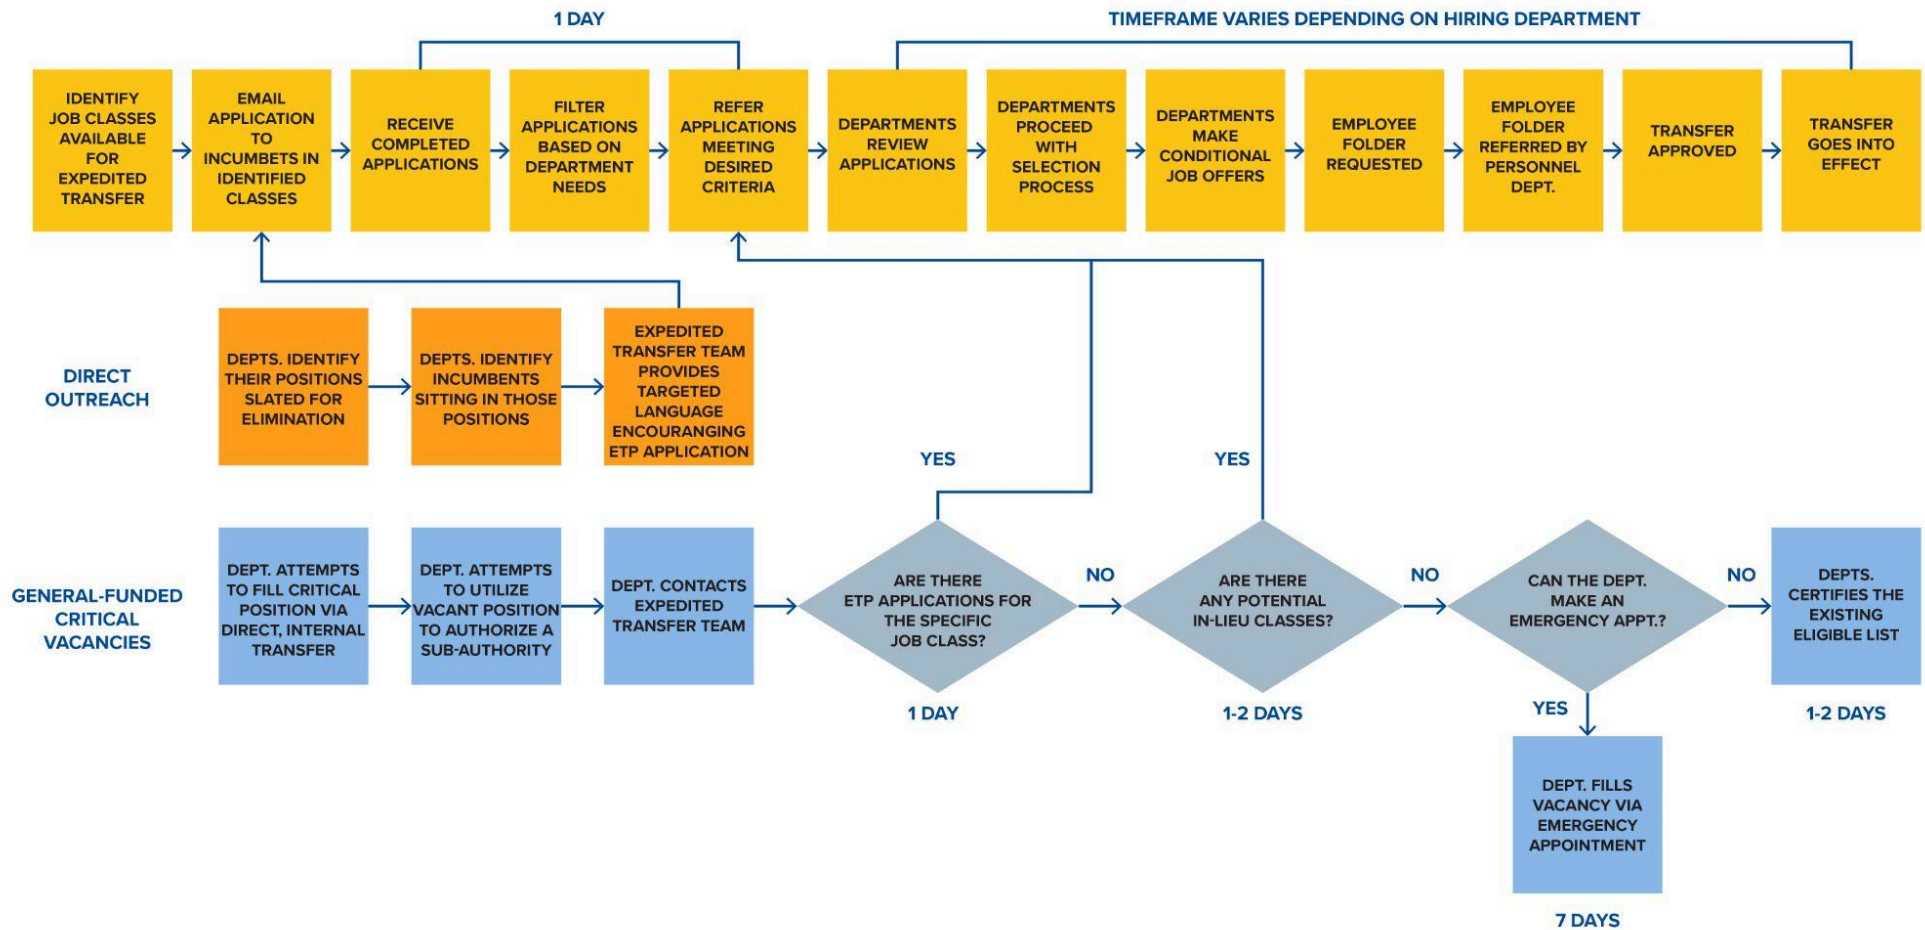 1 DAY
TIMEFRAME VARIES DEPENDING ON HIRING DEPARTMENT
IDENTIFY
JOB CLASSES
AVAILABLE
FOR
EXPEDITED
TRANSFER
EMAIL
APPLICATION
TO
INCUMBETS IN
IDENTIFIED
CLASSES
RECEIVE
COMPLETED
APPLICATIONS
FILTER
APPLICATIONS
BASED ON
DEPARTMENT
NEEDS
REFER
APPLICATIONS
MEETING
DESIRED
CRITERIA
DEPARTMENTS
REVIEW
APPLICATIONS
DEPARTMENTS
PROCEED
WITH
SELECTION
PROCESS
DEPARTMENTS
MAKE
CONDITIONAL
JOB OFFERS
EMPLOYEE
FOLDER
REQUESTED
EMPLOYEE
FOLDER
REFERRED BY
PERSONNEL
DEPT.
TRANSFER
APPROVED
TRANSFER
GOES INTO
EFFECT
DIRECT
OUTREACH
DEPTS. IDENTIFY
THEIR POSITIONS
SLATED FOR
ELIMINATION
DEPTS. IDENTIFY
INCUMBENTS
SITTING IN THOSE
POSITIONS
EXPEDITED
TRANSFER TEAM
PROVIDES
TARGETED
LANGUAGE
ENCOURANGING
ETP APPLICATION
GENERAL-FUNDED
CRITICAL
VACANCIES
DEPT. ATTEMPTS
TO FILL CRITICAL
POSITION VIA
DIRECT, INTERNAL
TRANSFER
DEPT. ATTEMPTS
TO UTILIZE
VACANT POSITION
TO AUTHORIZE A
SUB-AUTHORITY
DEPT. CONTACTS
EXPEDITED
TRANSFER TEAM
YES
ARE THERE
ETP APPLICATIONS FOR
THE SPECIFIC
JOB CLASS?
1 DAY
NO
YES
ARE THERE
ANY POTENTIAL
IN-LIEU CLASSES?
1-2 DAYS
NO
CAN THE DEPT.
MAKE AN
EMERGENCY APPT.?
NO
DEPTS.
CERTIFIES THE
EXISTING
ELIGIBLE LIST
1-2 DAYS
YES
DEPT. FILLS
VACANCY VIA
EMERGENCY
APPOINTMENT
7 DAYS